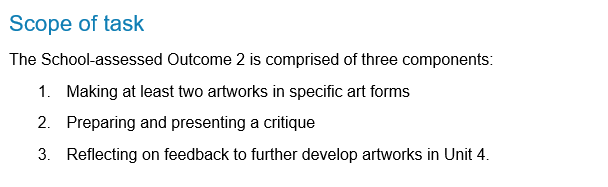 Scope of task
The School-assessed Outcome 2 is comprised of three components:
1. Making at least two artworks in specific art forms
2. Preparing and presenting a critique
3. Reflecting on feedback to further develop artworks in Unit 4.